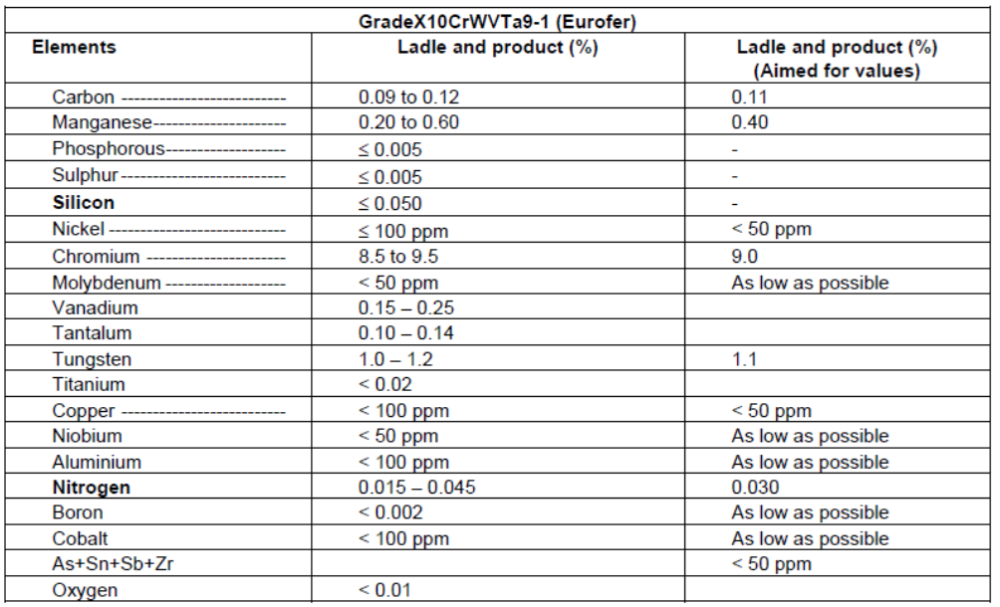 GradeX10CrWVTa9-1 (Eurofer)
Elements Ladle and product (%) Ladle and product (%)
(Aimed for values)
Carbon -------------------------- 0.09 to 0.12 0.11
Manganese--------------------- 0.20 to 0.60 0.40
Phosphorous------------------- ≤ 0.005 -
Sulphur-------------------------- ≤ 0.005 -
Silicon ≤ 0.050 -
Nickel ---------------------------- ≤ 100 ppm < 50 ppm
Chromium ---------------------- 8.5 to 9.5 9.0
Molybdenum ------------------- < 50 ppm As low as possible
Vanadium 0.15 – 0.25
Tantalum 0.10 – 0.14
Tungsten 1.0 – 1.2 1.1
Titanium < 0.02
Copper -------------------------- < 100 ppm < 50 ppm
Niobium < 50 ppm As low as possible
Aluminium < 100 ppm As low as possible
Nitrogen 0.015 – 0.045 0.030
Boron < 0.002 As low as possible
Cobalt < 100 ppm As low as possible
As+Sn+Sb+Zr < 50 ppm
Oxygen < 0.01